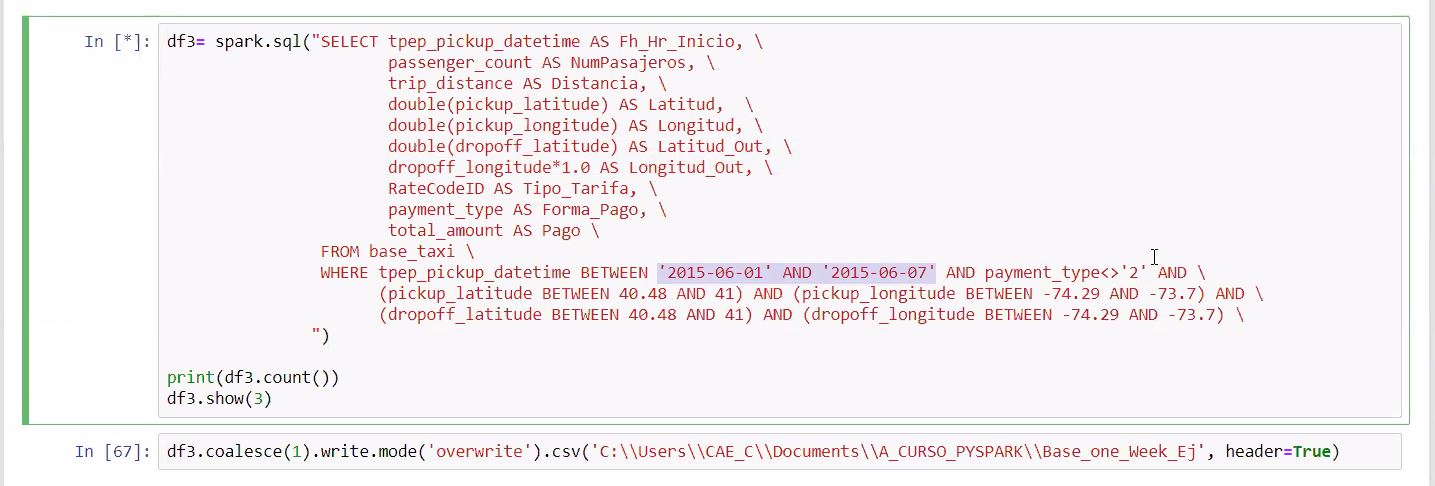 In [*]: df3= spark.sql("SELECT tpep_pickup_datetime AS Fh_Hr_Inicio, \
passenger_count AS NumPasajeros, \
trip_distance AS Distancia, \
double(pickup_latitude) AS Latitud,  \
double(pickup_longitude) AS Longitud, \
double(dropoff_latitude) AS Latitud_Out, \
dropoff_longitude*1.0 AS Longitud_Out, \
RateCodeID AS Tipo_Tarifa, \
payment_type AS Forma_Pago, \
total_amount AS Pago \
FROM base_taxi \
WHERE tpep_pickup_datetime BETWEEN '2015-06-01' AND '2015-06-07' AND payment_type<>'2' AND \
(pickup_latitude BETWEEN 40.48 AND 41) AND (pickup_longitude BETWEEN -74.29 AND -73.7) AND \
(dropoff_latitude BETWEEN 40.48 AND 41) AND (dropoff_longitude BETWEEN -74.29 AND -73.7) \
")
print(df3.count())
df3.show(3)
In [67]: df3.coalesce(1).write.mode('overwrite').csv('C:\\Users\\CAE_C\\Documents\\A_CURSO_PYSPARK\\Base_one_Week_Ej', header=True)